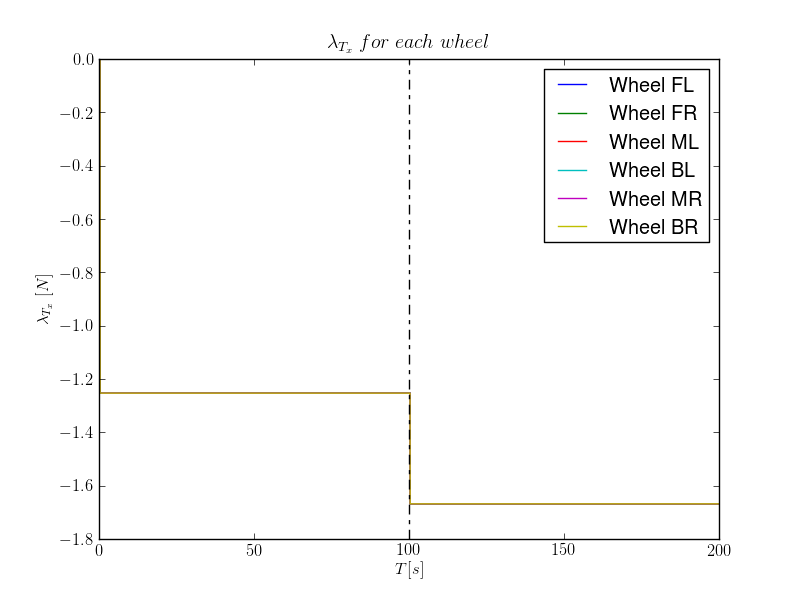 λ_{T_x} for each wheel
0.0
−0.2
−0.4
−0.6
−0.8
−1.0
−1.2
−1.4
−1.6
−1.8
λ_{T_x} [N]
Wheel FL
Wheel FR
Wheel ML
Wheel BL
Wheel MR
Wheel BR
0 50 100 150 200
T[s]